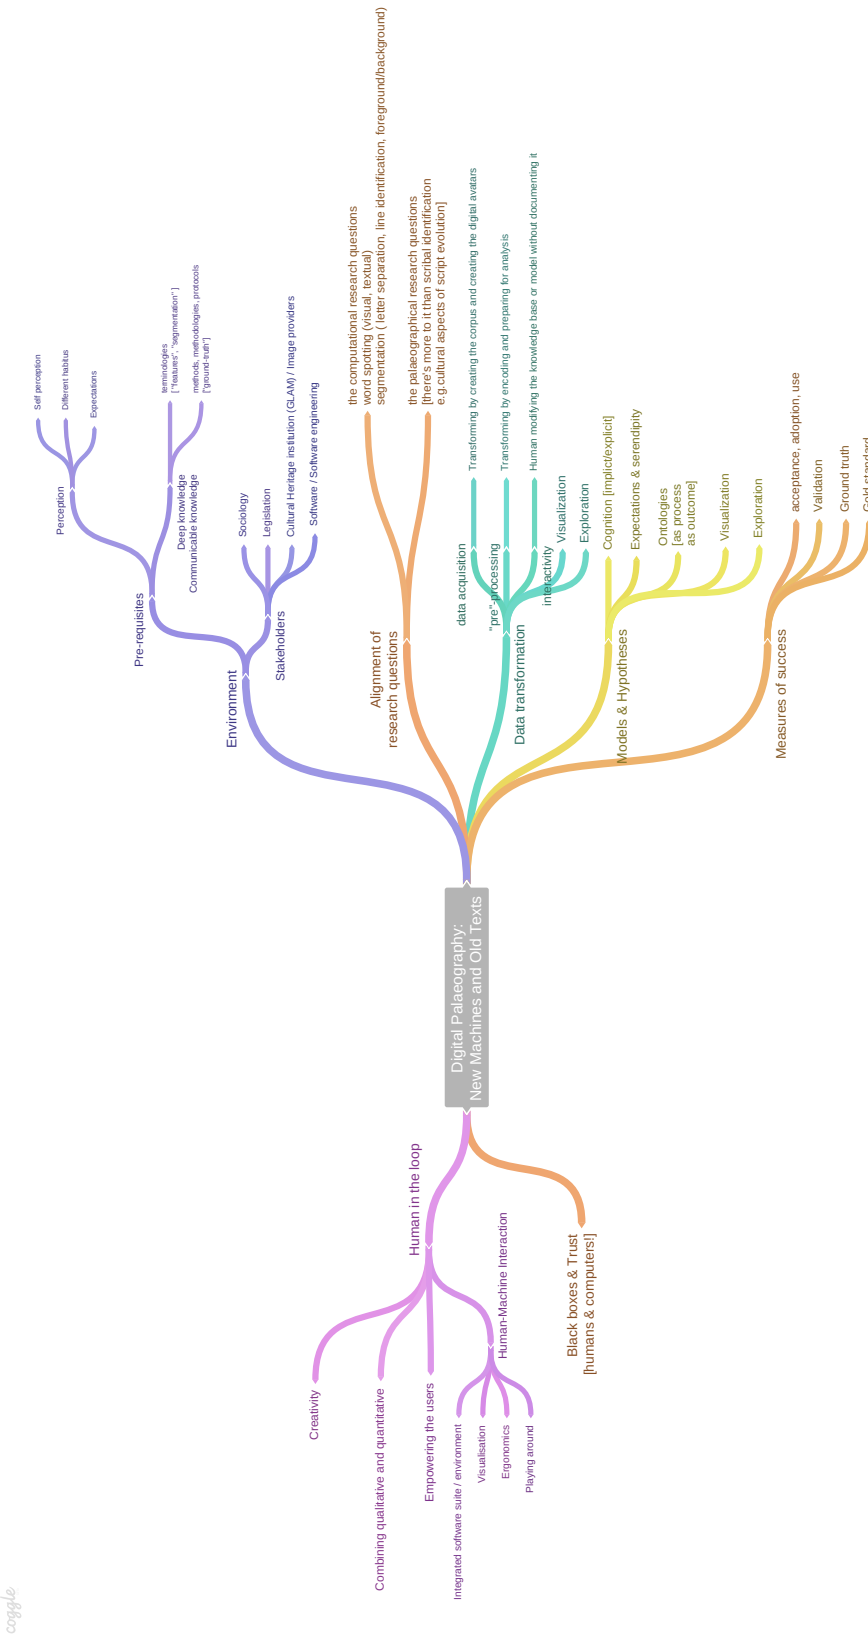 Self perception
Different habitus
Expectations
Perception
terminologies
[ "features", "segmentation" ]
methods, methodologies, protocols
["ground-truth"]
Deep knowledge
Communicable knowledge
Pre-requisites
Sociology
Legislation
Cultural Heritage institution (GLAM) / Image providers
Software / Software engineering
Stakeholders
Environment
the computational research questions
word spotting (visual, textual)
segmentation ( letter separation, line identification, foreground/background)
the palaeographical research questions
[there's more to it than scribal identification
e.g.cultural aspects of script evolution]
Alignment of
research questions
Transforming by creating the corpus and creating the digital avatars
data acquisition
Transforming by encoding and preparing for analysis
"pre"-processing
Human modifying the knowledge base or model without documenting it
interactivity
Visualization
Exploration
Data transformation
Cognition [implict/explicit]
Expectations & serendipity
Ontologies
[as process
as outcome]
Visualization
Exploration
Models & Hypotheses
acceptance, adoption, use
Validation
Ground truth
Gold standard
Measures of success
Digital Palaeography:
New Machines and Old Texts
Human in the loop
Creativity
Combining qualitative and quantitative
Empowering the users
Human-Machine Interaction
Integrated software suite / environment
Visualisation
Ergonomics
Playing around
Black boxes & Trust
[humans & computers!]
coggle